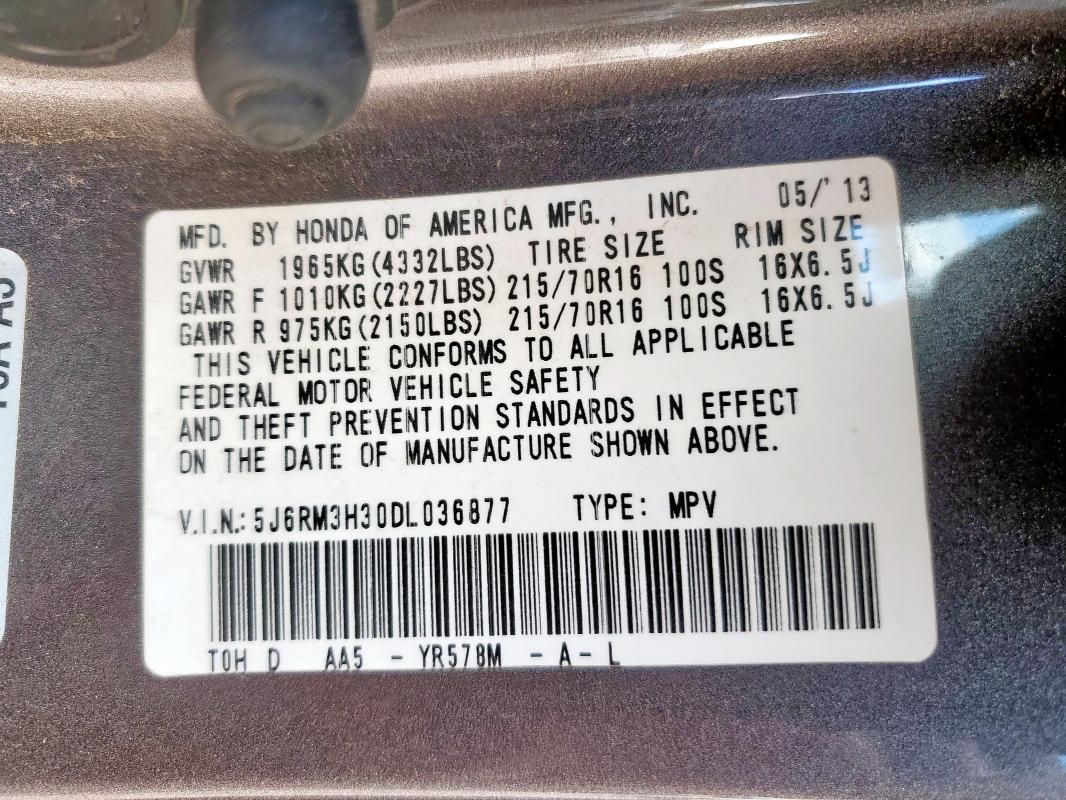 MFD. BY HONDA OF AMERICA MFG., INC. 05/'13
GVWR 1965KG(4332LBS) TIRE SIZE RIM SIZE
GAWR F 1010KG(2227LBS) 215/70R16 100S 16X6.5J
GAWR R 975KG(2150LBS) 215/70R16 100S 16X6.5J
THIS VEHICLE CONFORMS TO ALL APPLICABLE
FEDERAL MOTOR VEHICLE SAFETY
AND THEFT PREVENTION STANDARDS IN EFFECT
ON THE DATE OF MANUFACTURE SHOWN ABOVE.
V.I.N.: 5J6RM3H30DL036877 TYPE: MPV
T0H D AA5 - YR578M - A - L